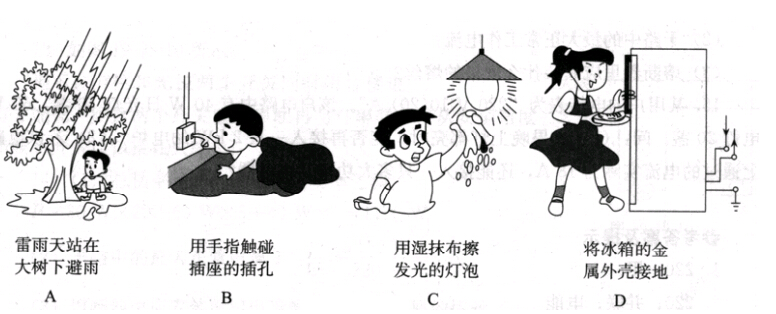 雷雨天站在
大树下避雨
A
用手指触碰
插座的插孔
B
用湿抹布擦
发光的灯泡
C
将冰箱的金
属外壳接地
D